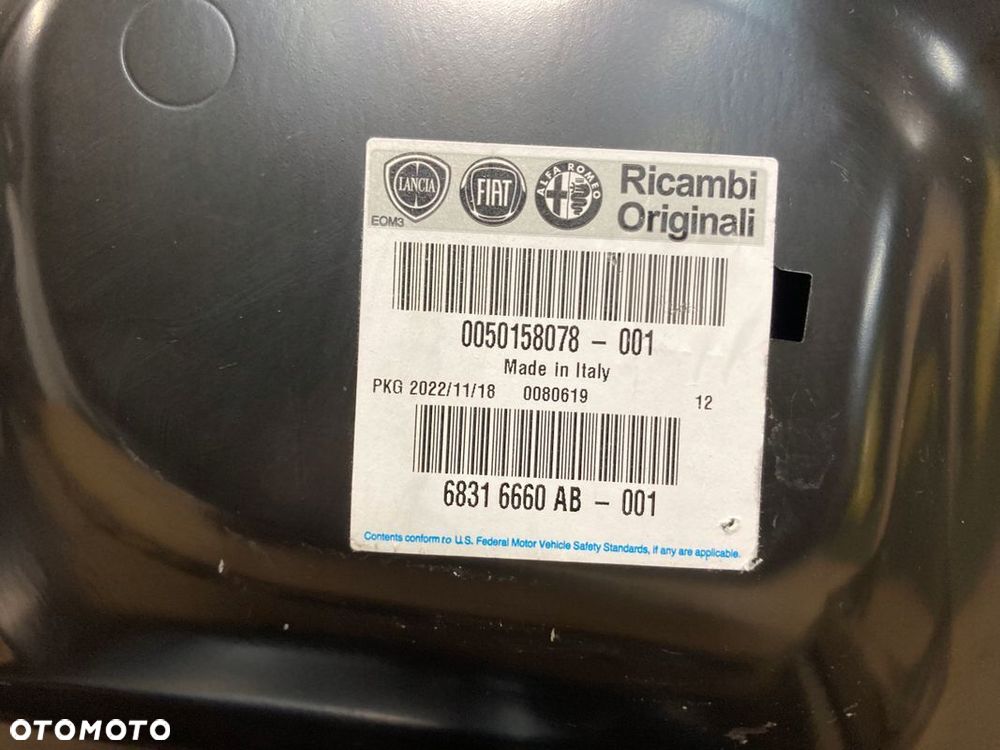 LANCIA
FIAT
ALFA ROMEO
Ricambi
Originali
EOM3
0050158078 - 001
Made in Italy
PKG 2022/11/18 0080619 12
6831 6660 AB - 001
Contents conform to U.S. Federal Motor Vehicle Safety Standards, if any are applicable.
OTOMOTO